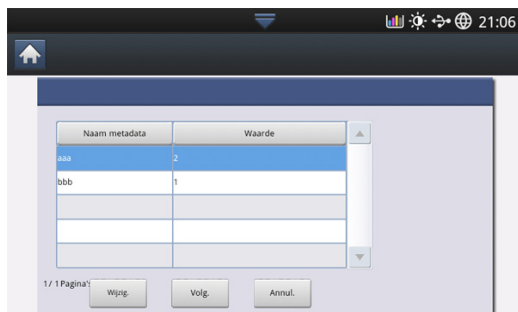 21:06
Naam metadata Waarde
aaa 2
bbb 1
1/ 1 Pagina's
Wijzig. Volg. Annul.